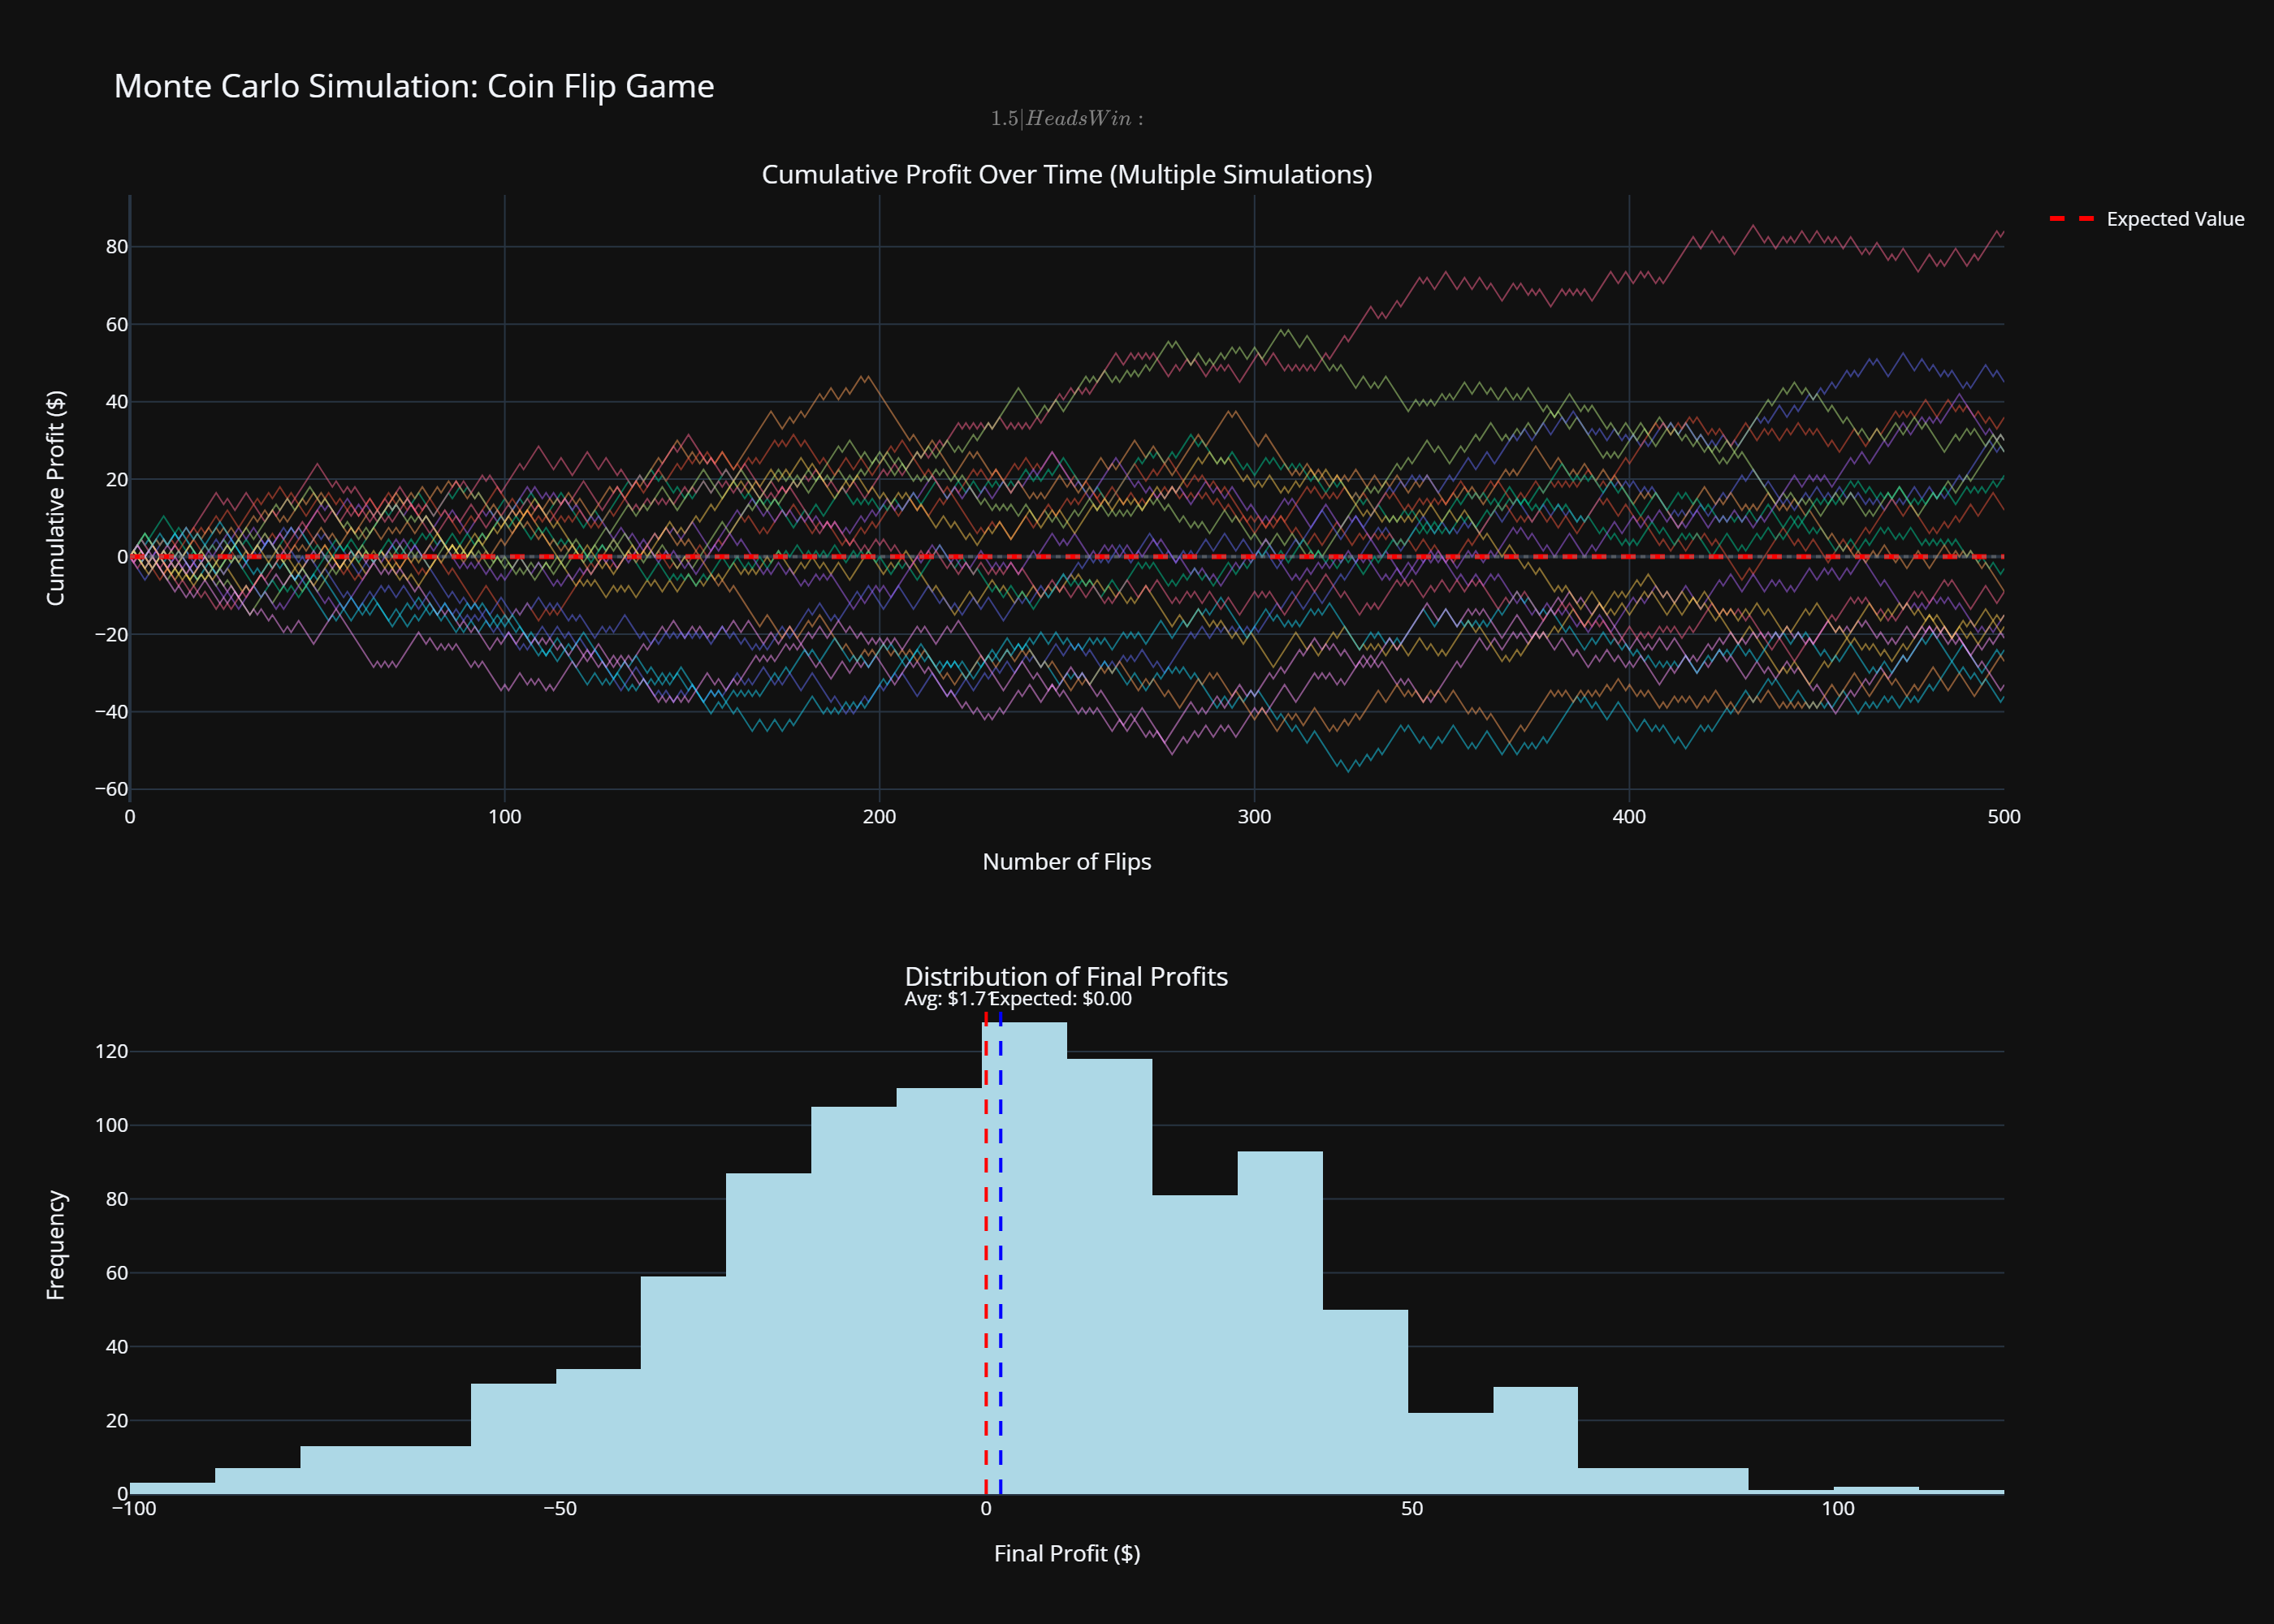 Monte Carlo Simulation: Coin Flip Game
1.5|HeadsWin:
Cumulative Profit Over Time (Multiple Simulations)
Expected Value
Cumulative Profit ($)
80
60
40
20
0
−20
−40
−60
0 100 200 300 400 500
Number of Flips
Distribution of Final Profits
Avg: $1.71 Expected: $0.00
Frequency
120
100
80
60
40
20
0
−100 −50 0 50 100
Final Profit ($)